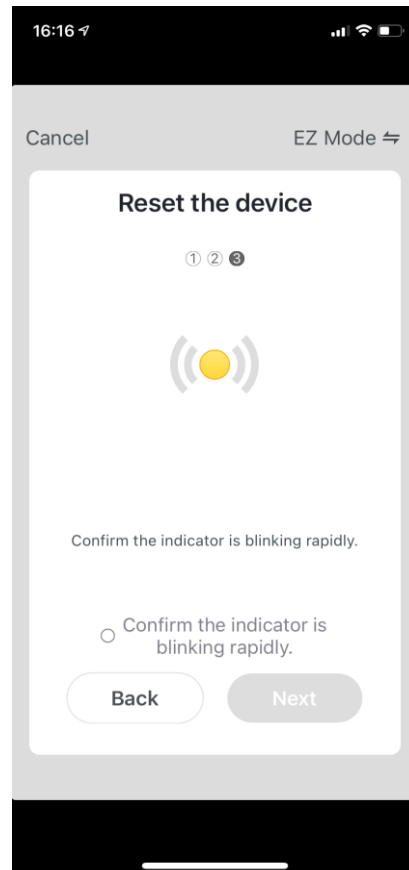 16:16
Cancel EZ Mode ⇋
Reset the device
① ② ❸
Confirm the indicator is blinking rapidly.
Confirm the indicator is
blinking rapidly.
Back Next